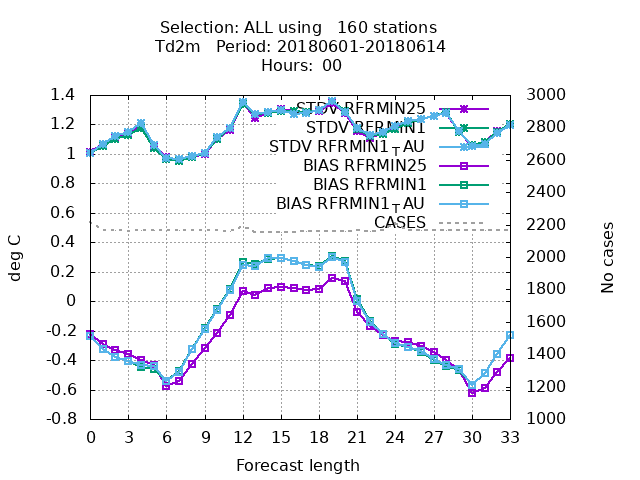 Selection: ALL using 160 stations
Td2m Period: 20180601-20180614
Hours: 00
STDV RFRMIN25
STDV RFRMIN1
STDV RFRMIN1┬AU
BIAS RFRMIN25
BIAS RFRMIN1
BIAS RFRMIN1┬AU
CASES
1.4
1.2
1
0.8
0.6
0.4
0.2
0
-0.2
-0.4
-0.6
-0.8
deg C
3000
2800
2600
2400
2200
2000
1800
1600
1400
1200
1000
No cases
0 3 6 9 12 15 18 21 24 27 30 33
Forecast length